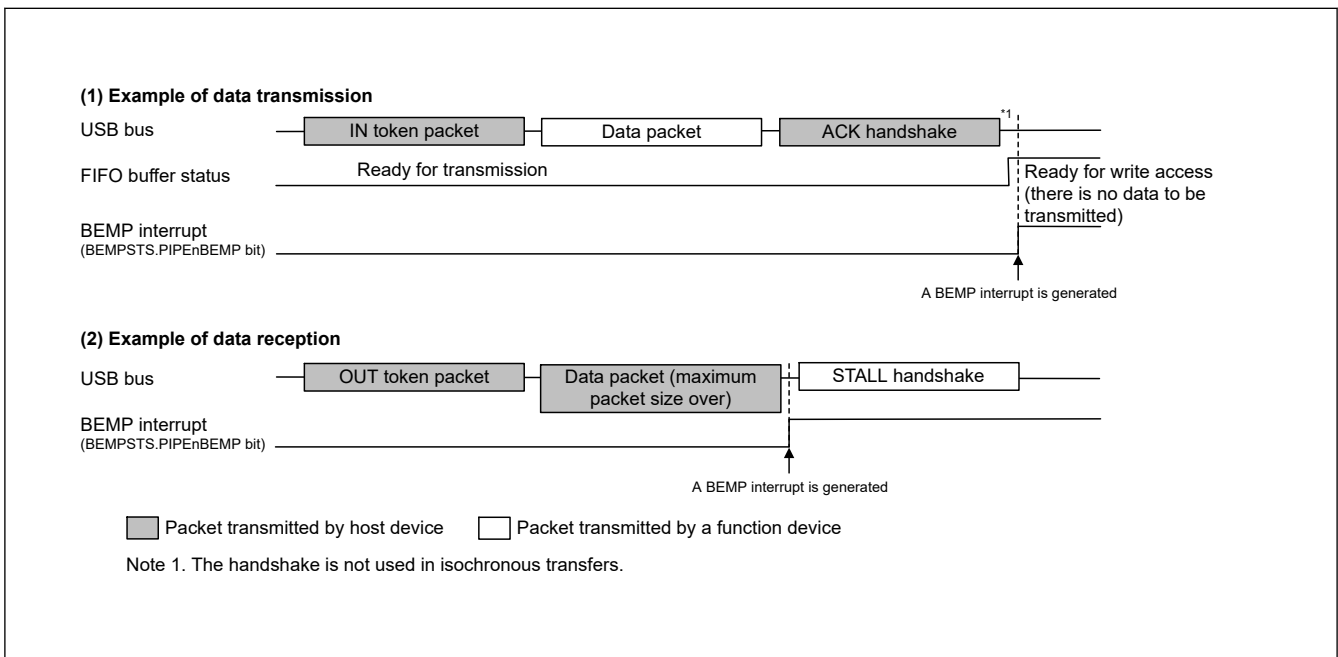 (1) Example of data transmission
USB bus
IN token packet
Data packet
ACK handshake
*1
FIFO buffer status
Ready for transmission
Ready for write access
(there is no data to be
transmitted)
BEMP interrupt
(BEMPSTS.PIPEnBEMP bit)
A BEMP interrupt is generated
(2) Example of data reception
USB bus
OUT token packet
Data packet (maximum
packet size over)
STALL handshake
BEMP interrupt
(BEMPSTS.PIPEnBEMP bit)
A BEMP interrupt is generated
Packet transmitted by host device
Packet transmitted by a function device
Note 1. The handshake is not used in isochronous transfers.